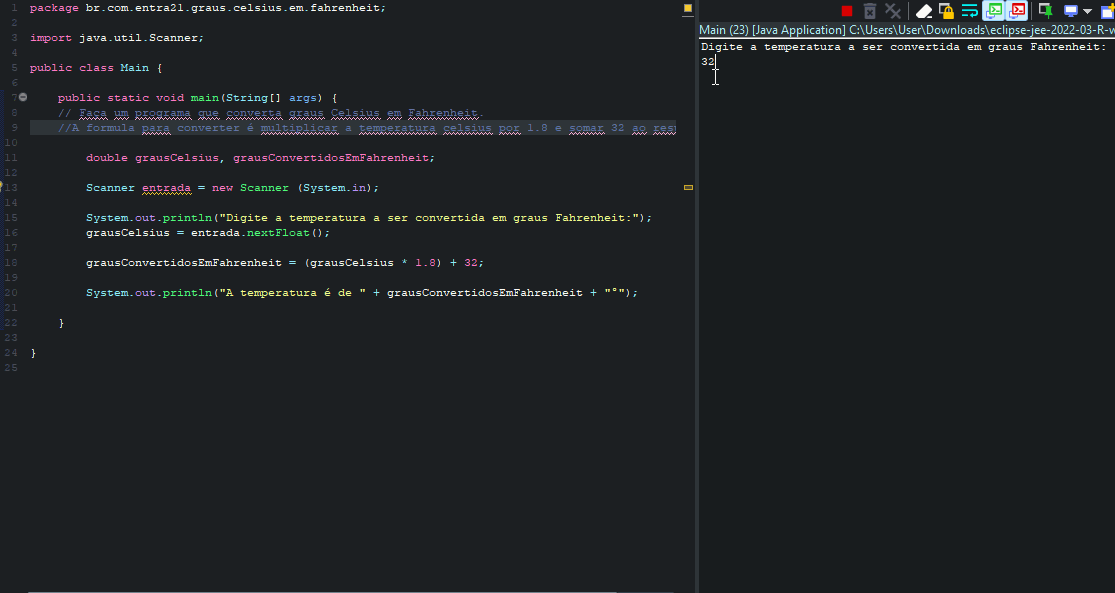 1 package br.com.entra21.graus.celsius.em.fahrenheit;
2
3 import java.util.Scanner;
4
5 public class Main {
6
7 public static void main(String[] args) {
8 // Faça um programa que converta graus Celsius em Fahrenheit.
9 //A formula para converter é multiplicar a temperatura celsius por 1.8 e somar 32 ao res
10
11 double grausCelsius, grausConvertidosEmFahrenheit;
12
13 Scanner entrada = new Scanner (System.in);
14
15 System.out.println("Digite a temperatura a ser convertida em graus Fahrenheit:");
16 grausCelsius = entrada.nextFloat();
17
18 grausConvertidosEmFahrenheit = (grausCelsius * 1.8) + 32;
19
20 System.out.println("A temperatura é de " + grausConvertidosEmFahrenheit + "°");
21
22 }
23
24 }
25
Main (23) [Java Application] C:\Users\User\Downloads\eclipse-jee-2022-03-R-w
Digite a temperatura a ser convertida em graus Fahrenheit:
32